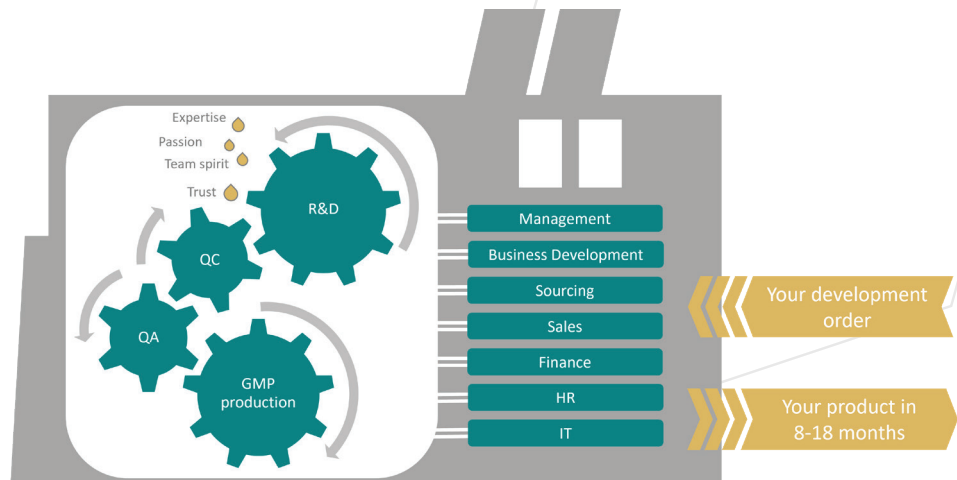 Expertise
Passion
Team spirit
Trust
R&D
QC
QA
GMP
production
Management
Business Development
Sourcing
Sales
Finance
HR
IT
Your development
order
Your product in
8-18 months